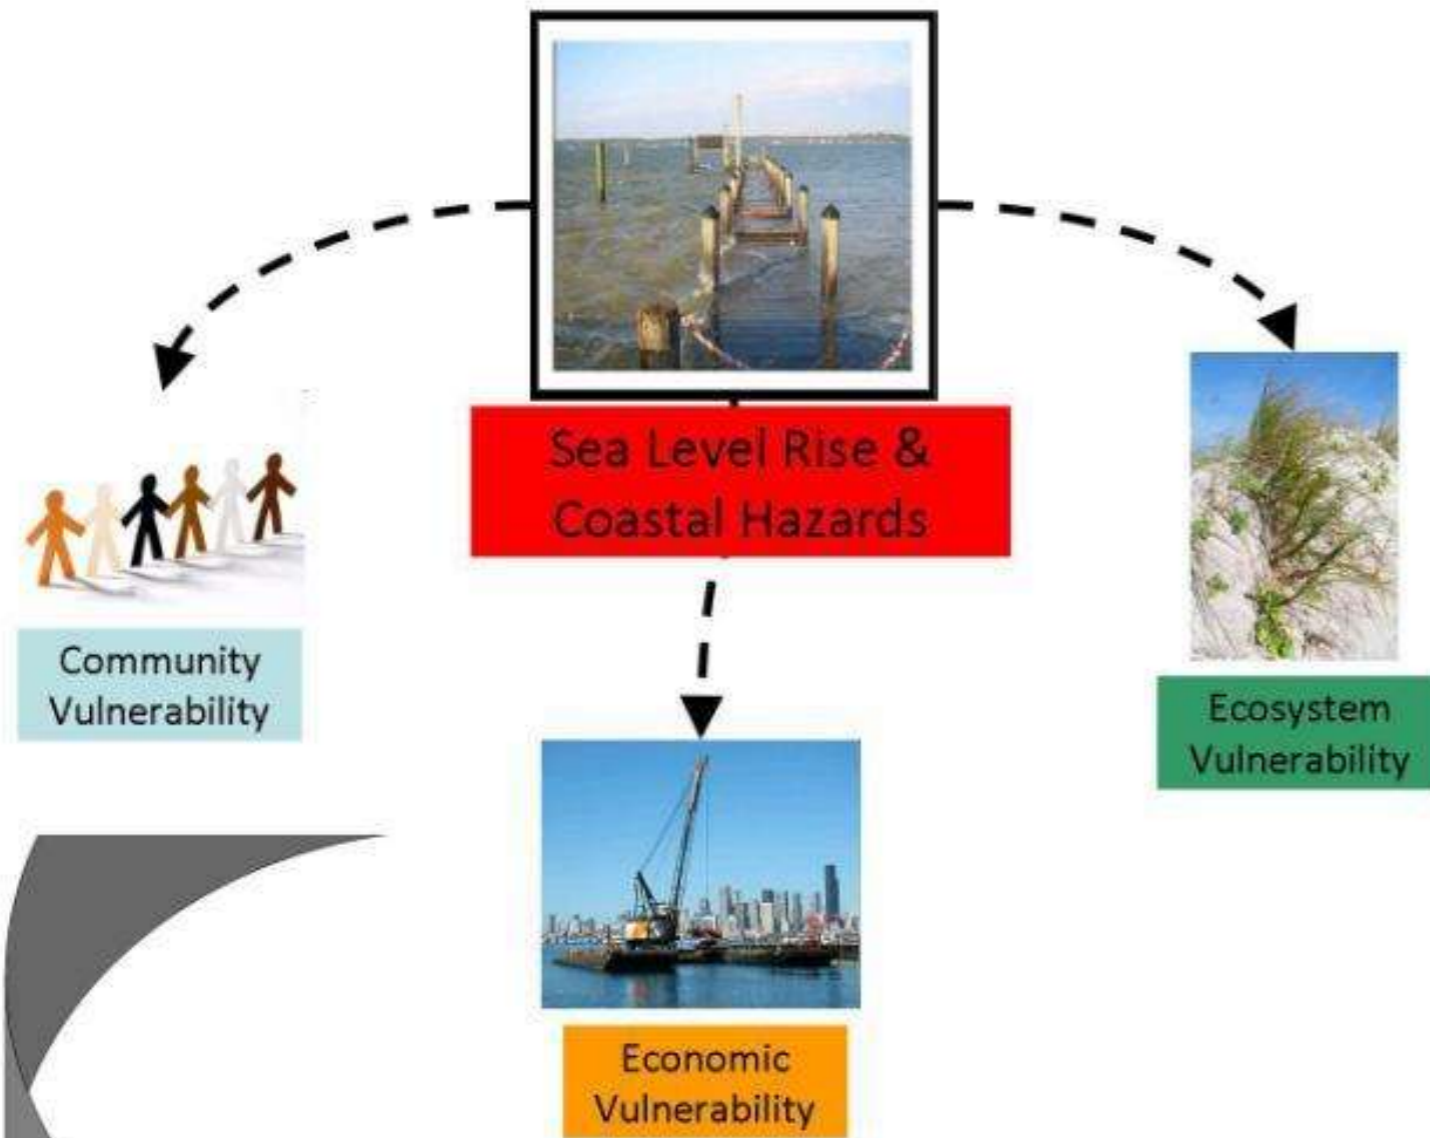 Sea Level Rise &
Coastal Hazards
Community
Vulnerability
Ecosystem
Vulnerability
Economic
Vulnerability